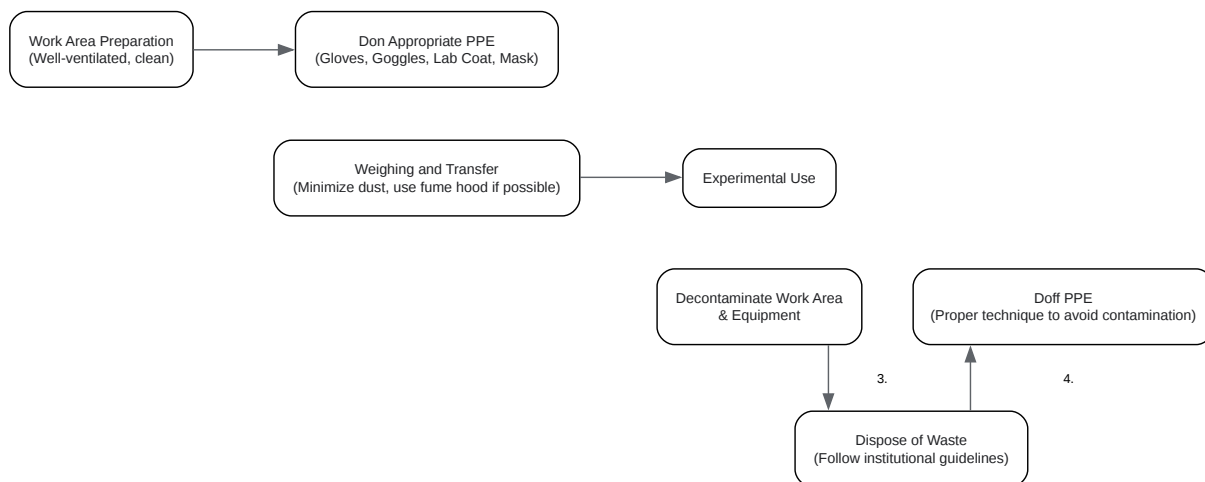 Work Area Preparation
(Well-ventilated, clean)
Don Appropriate PPE
(Gloves, Goggles, Lab Coat, Mask)
Weighing and Transfer
(Minimize dust, use fume hood if possible)
Experimental Use
Decontaminate Work Area
& Equipment
Doff PPE
(Proper technique to avoid contamination)
3.
4.
Dispose of Waste
(Follow institutional guidelines)